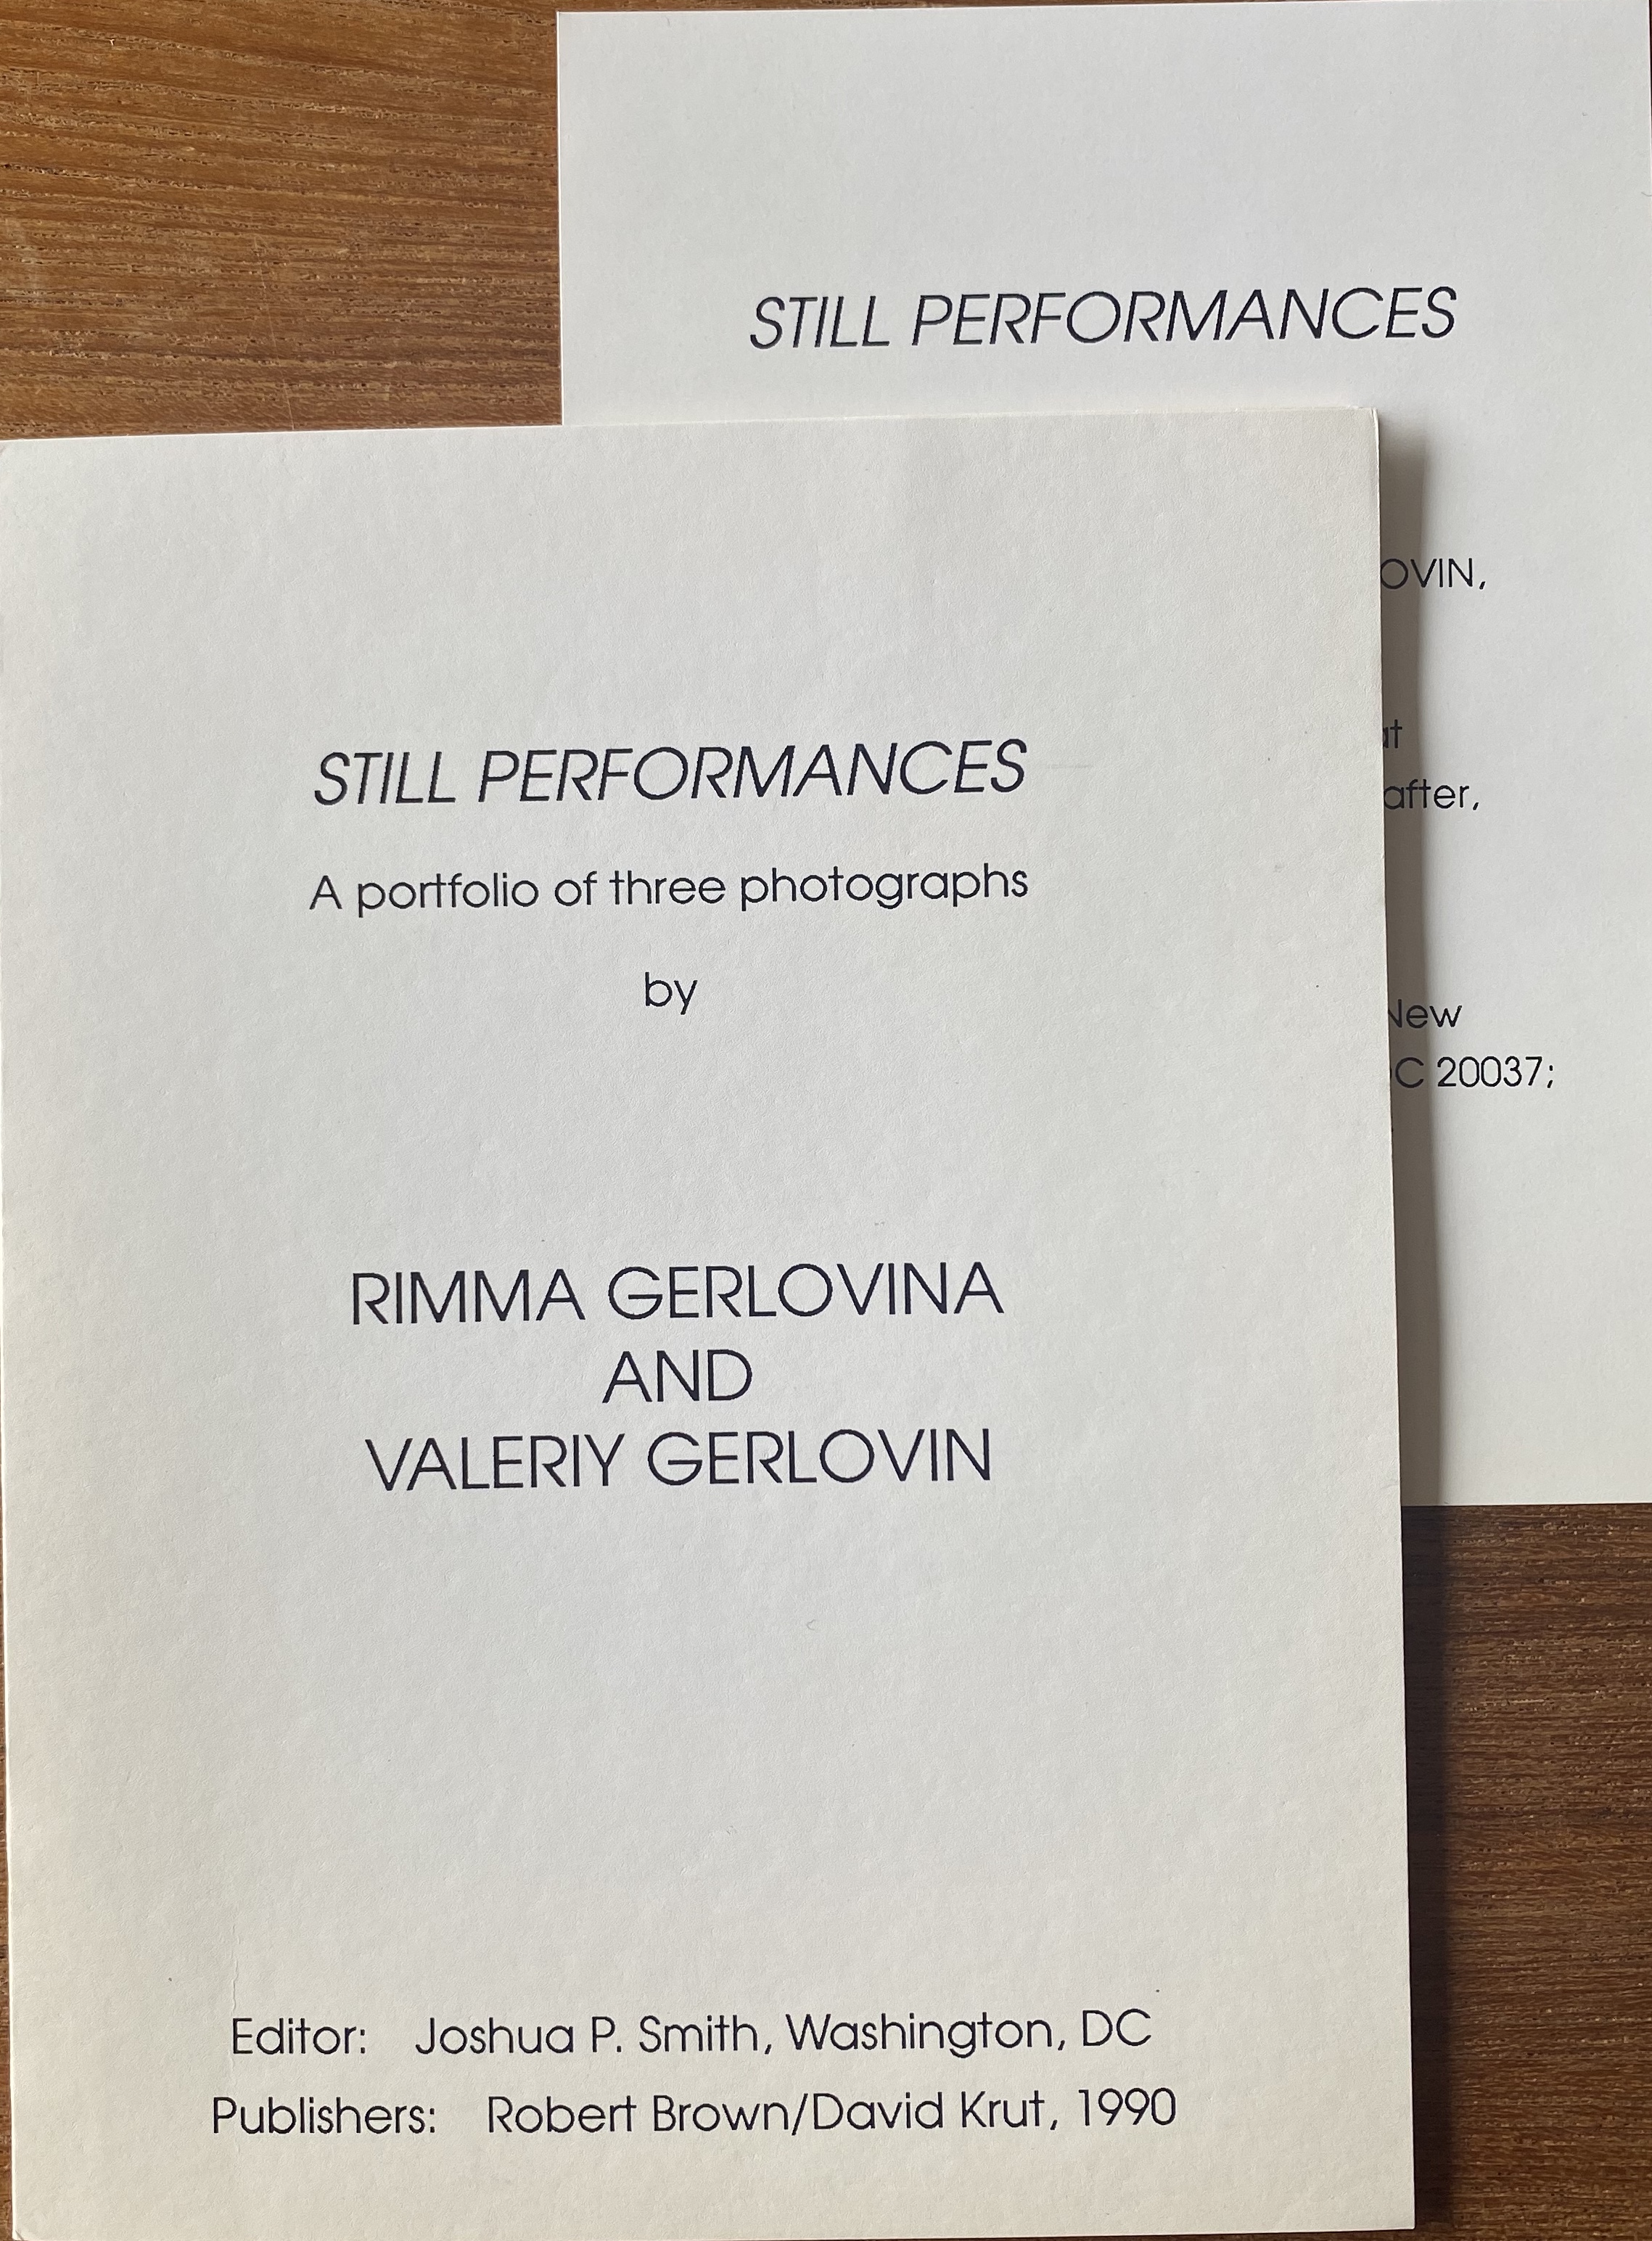 STILL PERFORMANCES
OVIN,
after,
New
C 20037;
STILL PERFORMANCES
A portfolio of three photographs
by
RIMMA GERLOVINA
AND
VALERIY GERLOVIN
Editor: Joshua P. Smith, Washington, DC
Publishers: Robert Brown/David Krut, 1990